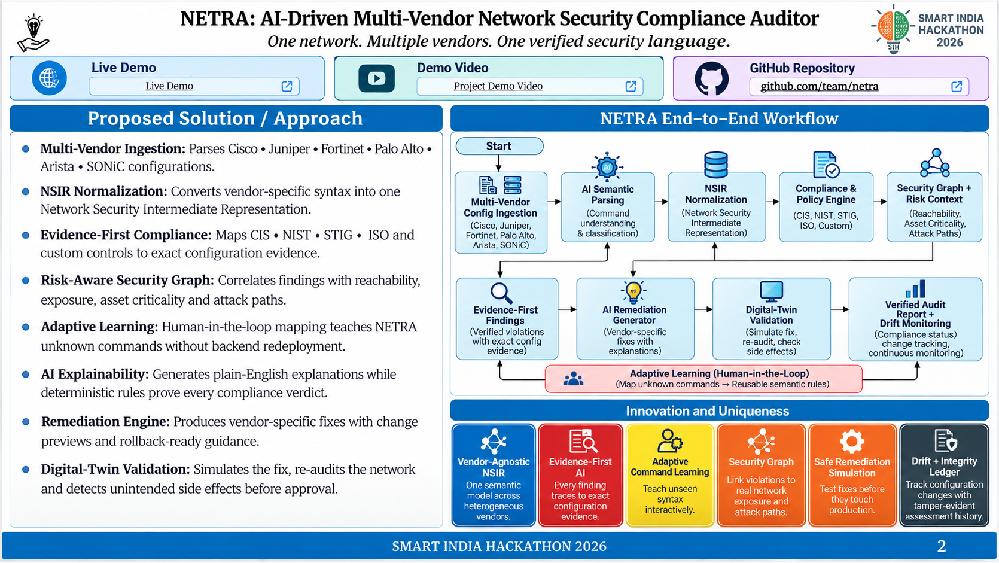 NETRA: AI-Driven Multi-Vendor Network Security Compliance Auditor
One network. Multiple vendors. One verified security language.
SIH
SMART INDIA
HACKATHON
2026
Live Demo
Live Demo
Demo Video
Project Demo Video
GitHub Repository
github.com/team/netra
Proposed Solution / Approach
• Multi-Vendor Ingestion: Parses Cisco • Juniper • Fortinet • Palo Alto •
Arista • SONiC configurations.
• NSIR Normalization: Converts vendor-specific syntax into one
Network Security Intermediate Representation.
• Evidence-First Compliance: Maps CIS • NIST • STIG • ISO and
custom controls to exact configuration evidence.
• Risk-Aware Security Graph: Correlates findings with reachability,
exposure, asset criticality and attack paths.
• Adaptive Learning: Human-in-the-loop mapping teaches NETRA
unknown commands without backend redeployment.
• AI Explainability: Generates plain-English explanations while
deterministic rules prove every compliance verdict.
• Remediation Engine: Produces vendor-specific fixes with change
previews and rollback-ready guidance.
• Digital-Twin Validation: Simulates the fix, re-audits the network
and detects unintended side effects before approval.
NETRA End-to-End Workflow
Start
Multi-Vendor
Config Ingestion
(Cisco, Juniper,
Fortinet, Palo Alto,
Arista, SONiC)
AI
AI Semantic
Parsing
(Command
understanding
& classification)
NSIR
Normalization
(Network Security
Intermediate
Representation)
Compliance &
Policy Engine
(CIS, NIST, STIG,
ISO, Custom)
Security Graph +
Risk Context
(Reachability,
Asset Criticality,
Attack Paths)
Evidence-First
Findings
(Verified violations
with exact config
evidence)
AI Remediation
Generator
(Vendor-specific
fixes with
explanations)
Digital-Twin
Validation
(Simulate fix,
re-audit, check
side effects)
Verified Audit
Report +
Drift Monitoring
(Compliance status)
change tracking,
continuous monitoring)
Adaptive Learning (Human-in-the-Loop)
(Map unknown commands → Reusable semantic rules)
Innovation and Uniqueness
Vendor-Agnostic
NSIR
One semantic
model across
heterogeneous
vendors.
Evidence-First
AI
Every finding
traces to exact
configuration
evidence.
Adaptive
Command Learning
Teach unseen
syntax
interactively.
Security Graph
Link violations to
real network
exposure and
attack paths.
Safe Remediation
Simulation
Test fixes before
they touch
production.
Drift + Integrity
Ledger
Track configuration
changes with
tamper-evident
assessment history.
SMART INDIA HACKATHON 2026
2